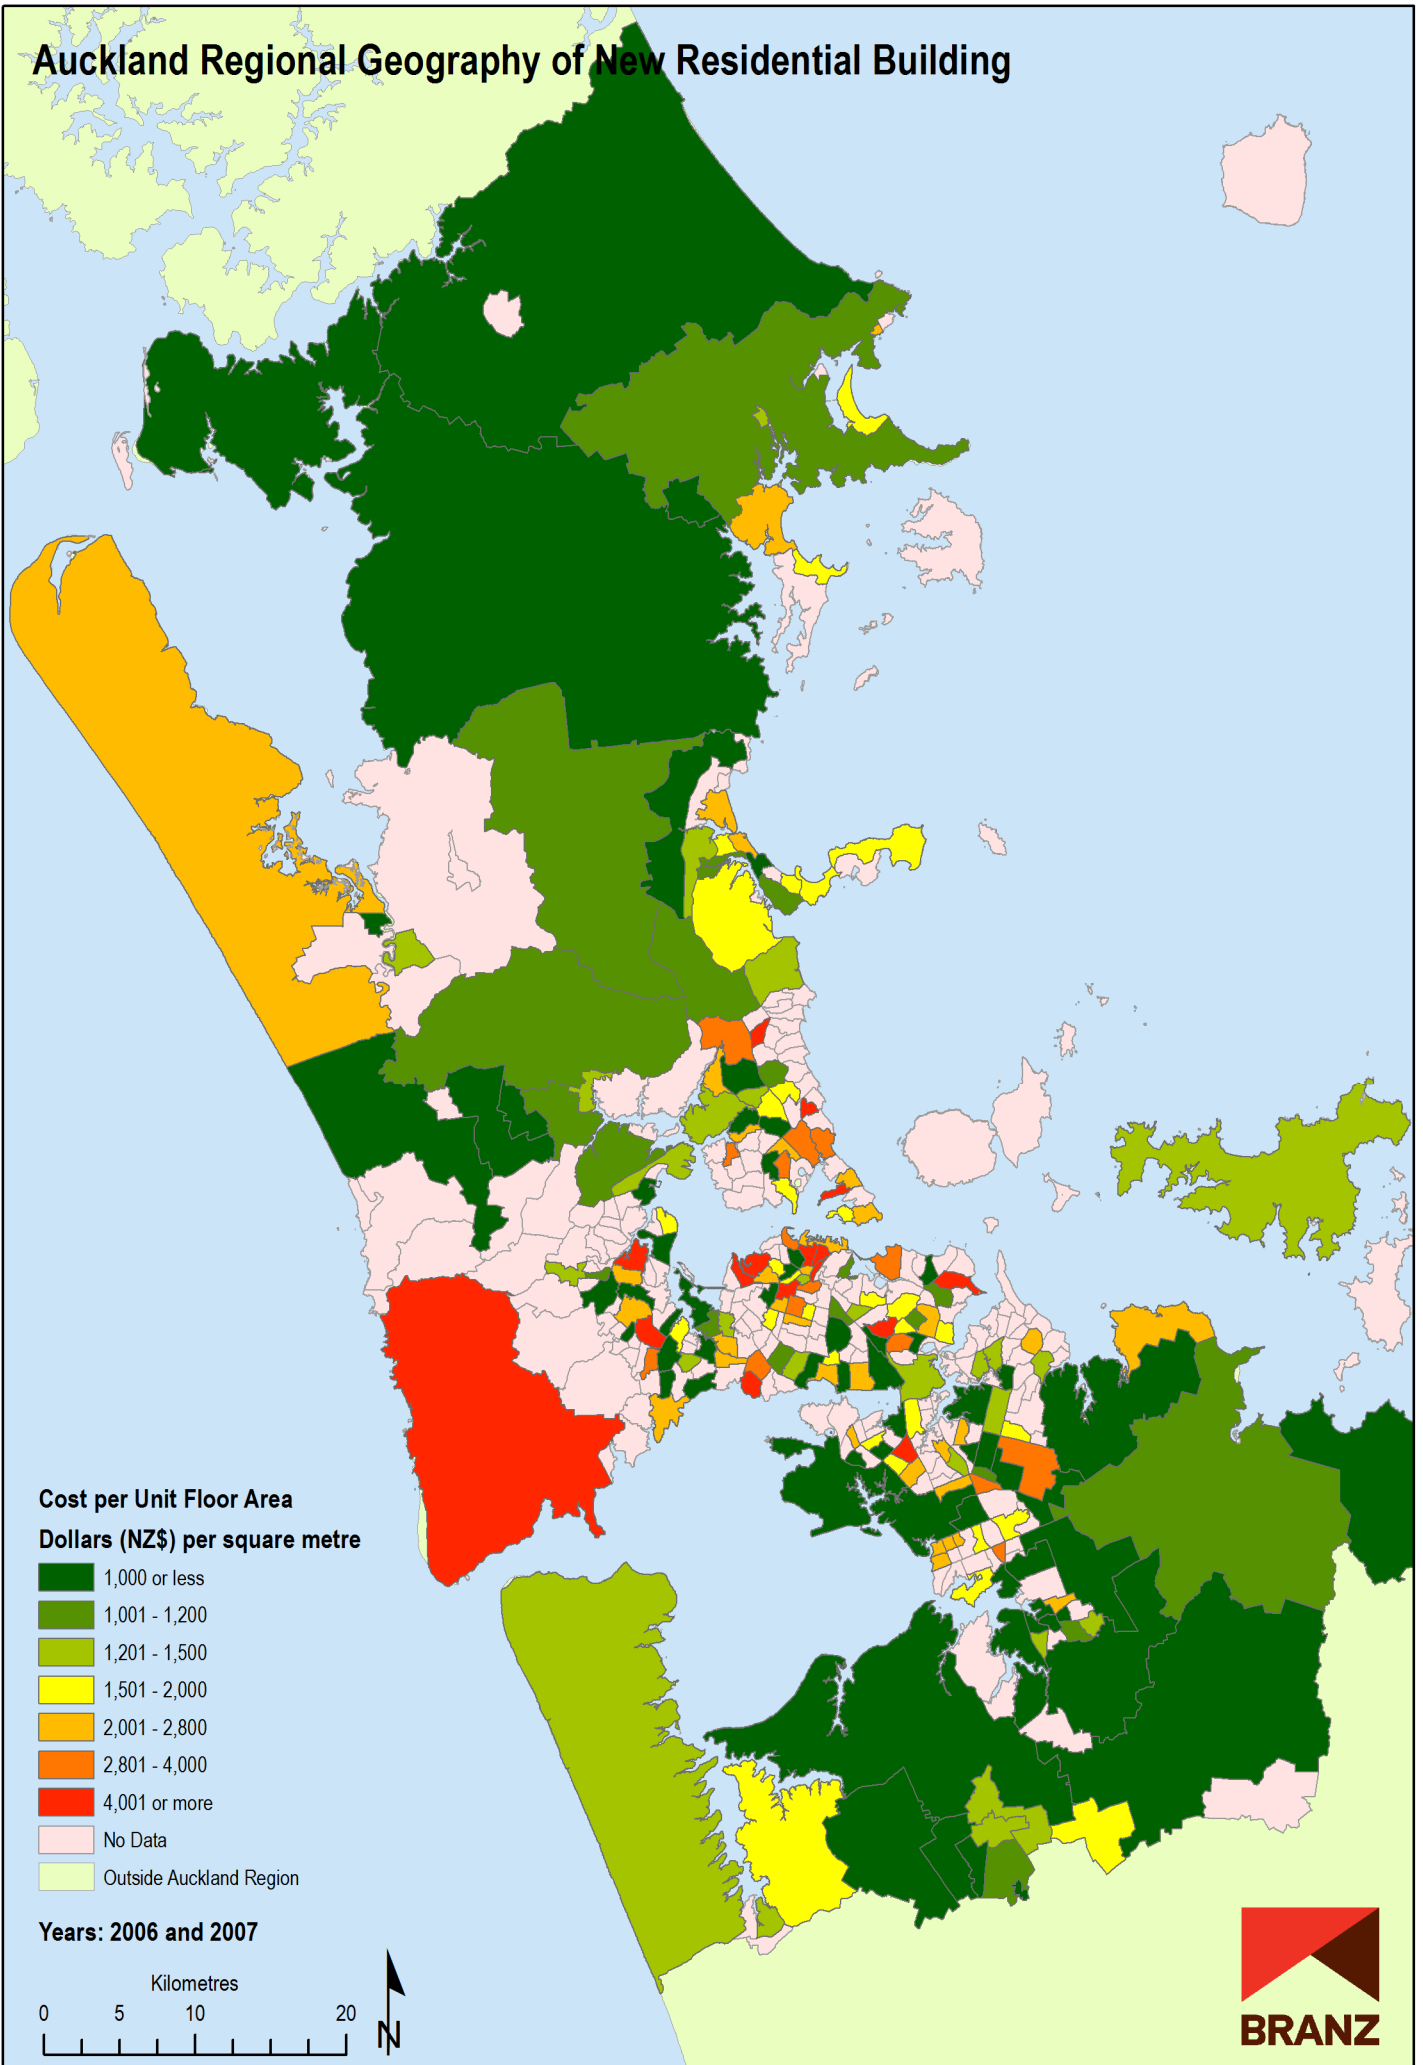 Auckland Regional Geography of New Residential Building
Cost per Unit Floor Area
Dollars (NZ$) per square metre
1,000 or less
1,001 - 1,200
1,201 - 1,500
1,501 - 2,000
2,001 - 2,800
2,801 - 4,000
4,001 or more
No Data
Outside Auckland Region
Years: 2006 and 2007
Kilometres
0 5 10 20
N
BRANZ